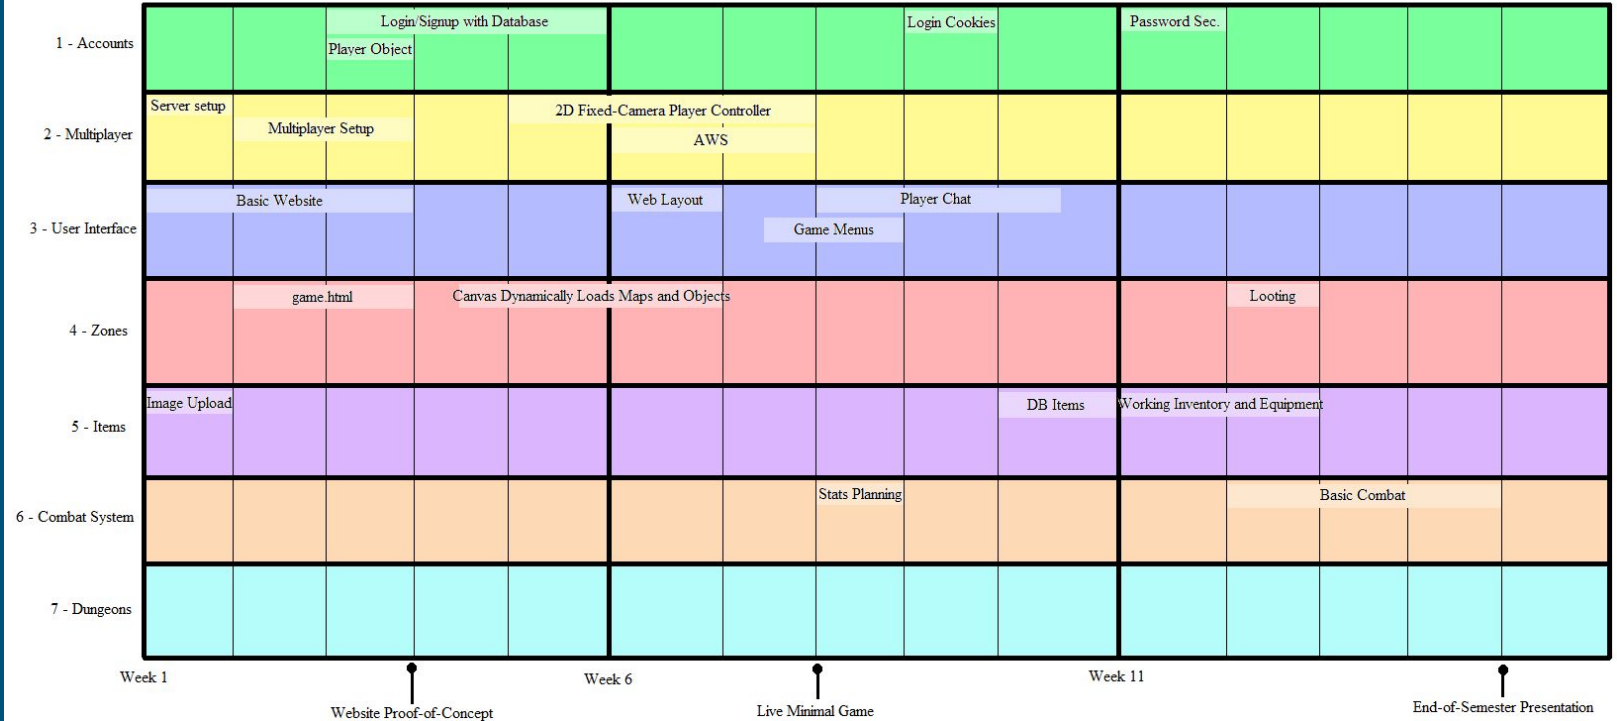 Login/Signup with Database
Login Cookies
Password Sec.
1 - Accounts
Player Object
Server setup
2D Fixed-Camera Player Controller
Multiplayer Setup
2 - Multiplayer
AWS
Basic Website
Web Layout
Player Chat
3 - User Interface
Game Menus
game.html
Canvas Dynamically Loads Maps and Objects
Looting
4 - Zones
Image Upload
DB Items
Working Inventory and Equipment
5 - Items
Stats Planning
Basic Combat
6 - Combat System
7 - Dungeons
Week 1
Week 6
Week 11
Website Proof-of-Concept
Live Minimal Game
End-of-Semester Presentation